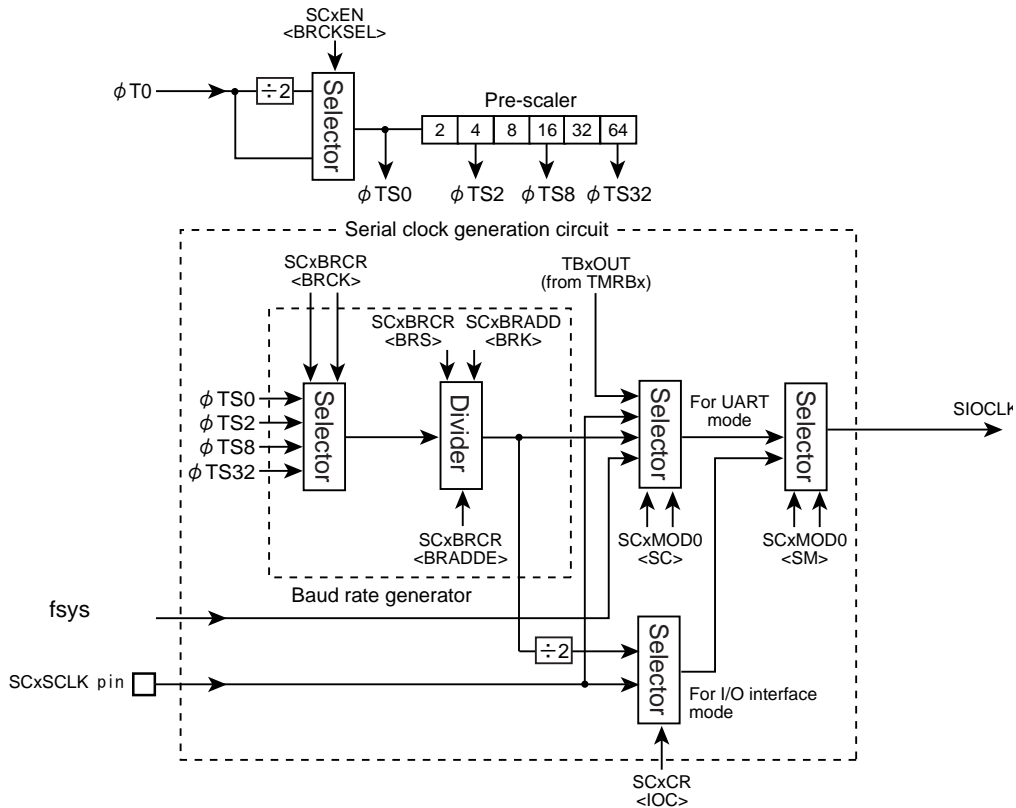 SCxEN
<BRCKSEL>
φT0
÷2
Selector
Pre-scaler
2 4 8 16 32 64
φTS0 φTS2 φTS8 φTS32
Serial clock generation circuit
SCxBRCR
<BRCK>
TBxOUT
(from TMRBx)
SCxBRCR
<BRS>
SCxBRADD
<BRK>
φTS0
φTS2
φTS8
φTS32
Selector
Divider
Selector
For UART
mode
Selector
SIOCLK
SCxBRCR
<BRADDE>
SCxMOD0
<SC>
SCxMOD0
<SM>
Baud rate generator
fsys
÷2
Selector
SCxSCLK pin
For I/O interface
mode
SCxCR
<IOC>